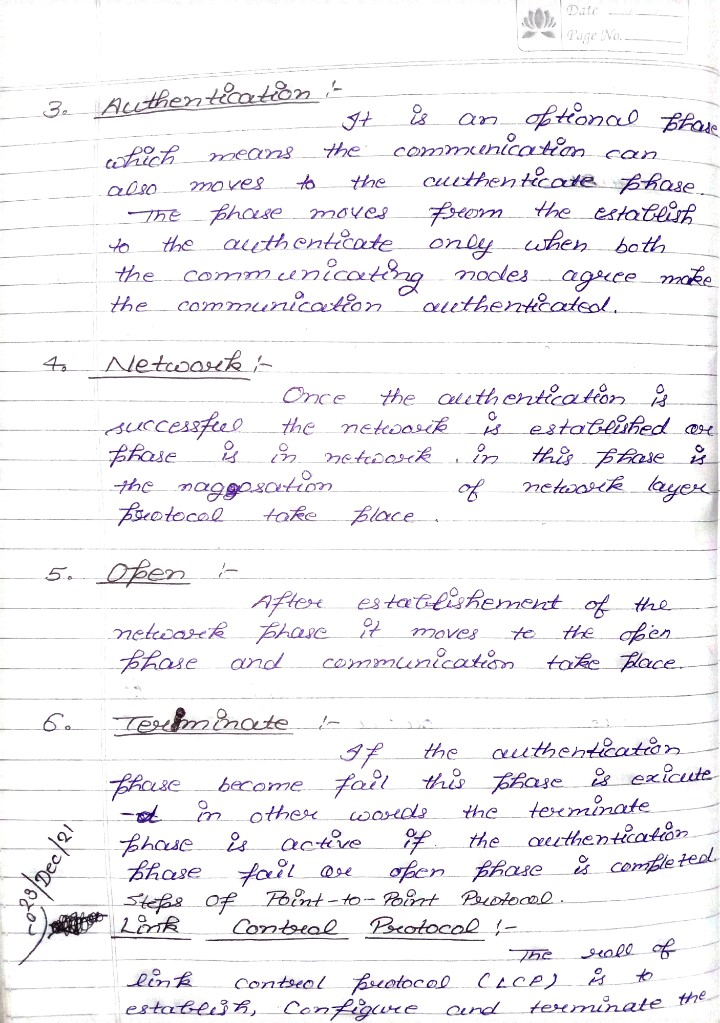 Date
Page No.
3. Authentication :-
It is an optional phase
which means the communication can
also moves to the authenticate phase.
The phase moves from the establish
to the authenticate only when both
the communicating nodes agree make
the communication authenticated.
4. Network :-
Once the authentication is
successful the network is established or
phase is in network . in this phase is
the naggosation of network layer
protocol take place .
5. Open :-
After establishement of the
network phase it moves to the open
phase and communication take place.
6. Terminate :-
If the authentication
phase become fail this phase is exicute
-d in other words the terminate
phase is active if the authentication
phase fail or open phase is completed.
Steps of Point-to-Point Protocol.
Link Control Protocol :-
The roll of
link control protocol (LCP) is to
establish, Configure and terminate the
23/Dec/21